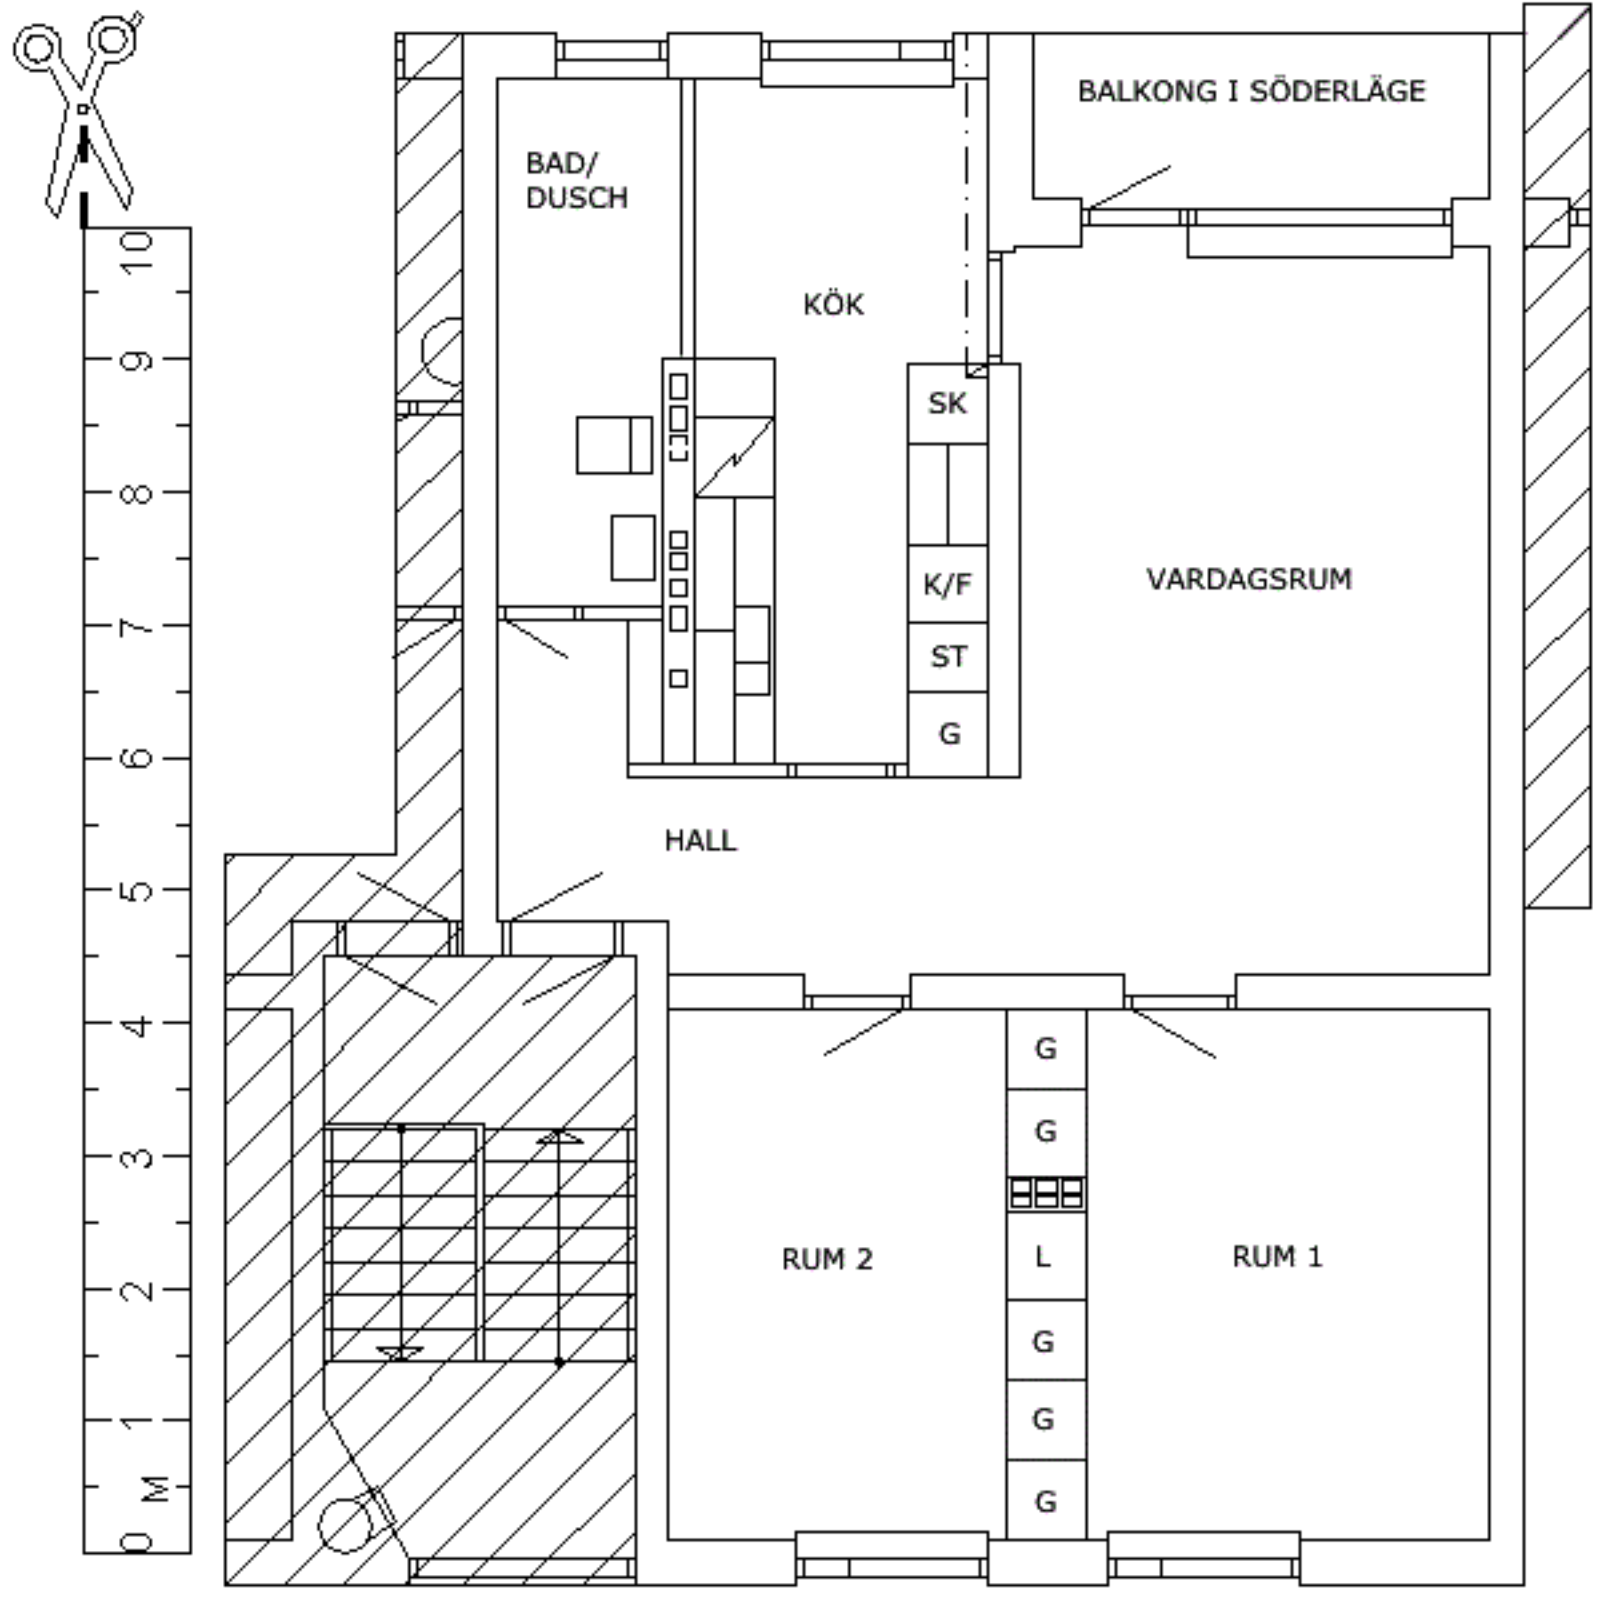 BALKONG I SÖDERLÄGE
BAD/
DUSCH
KÖK
SK
K/F
ST
G
VARDAGSRUM
HALL
G
G
L
G
G
G
RUM 2
RUM 1
10
9
8
7
6
5
4
3
2
1
M
0